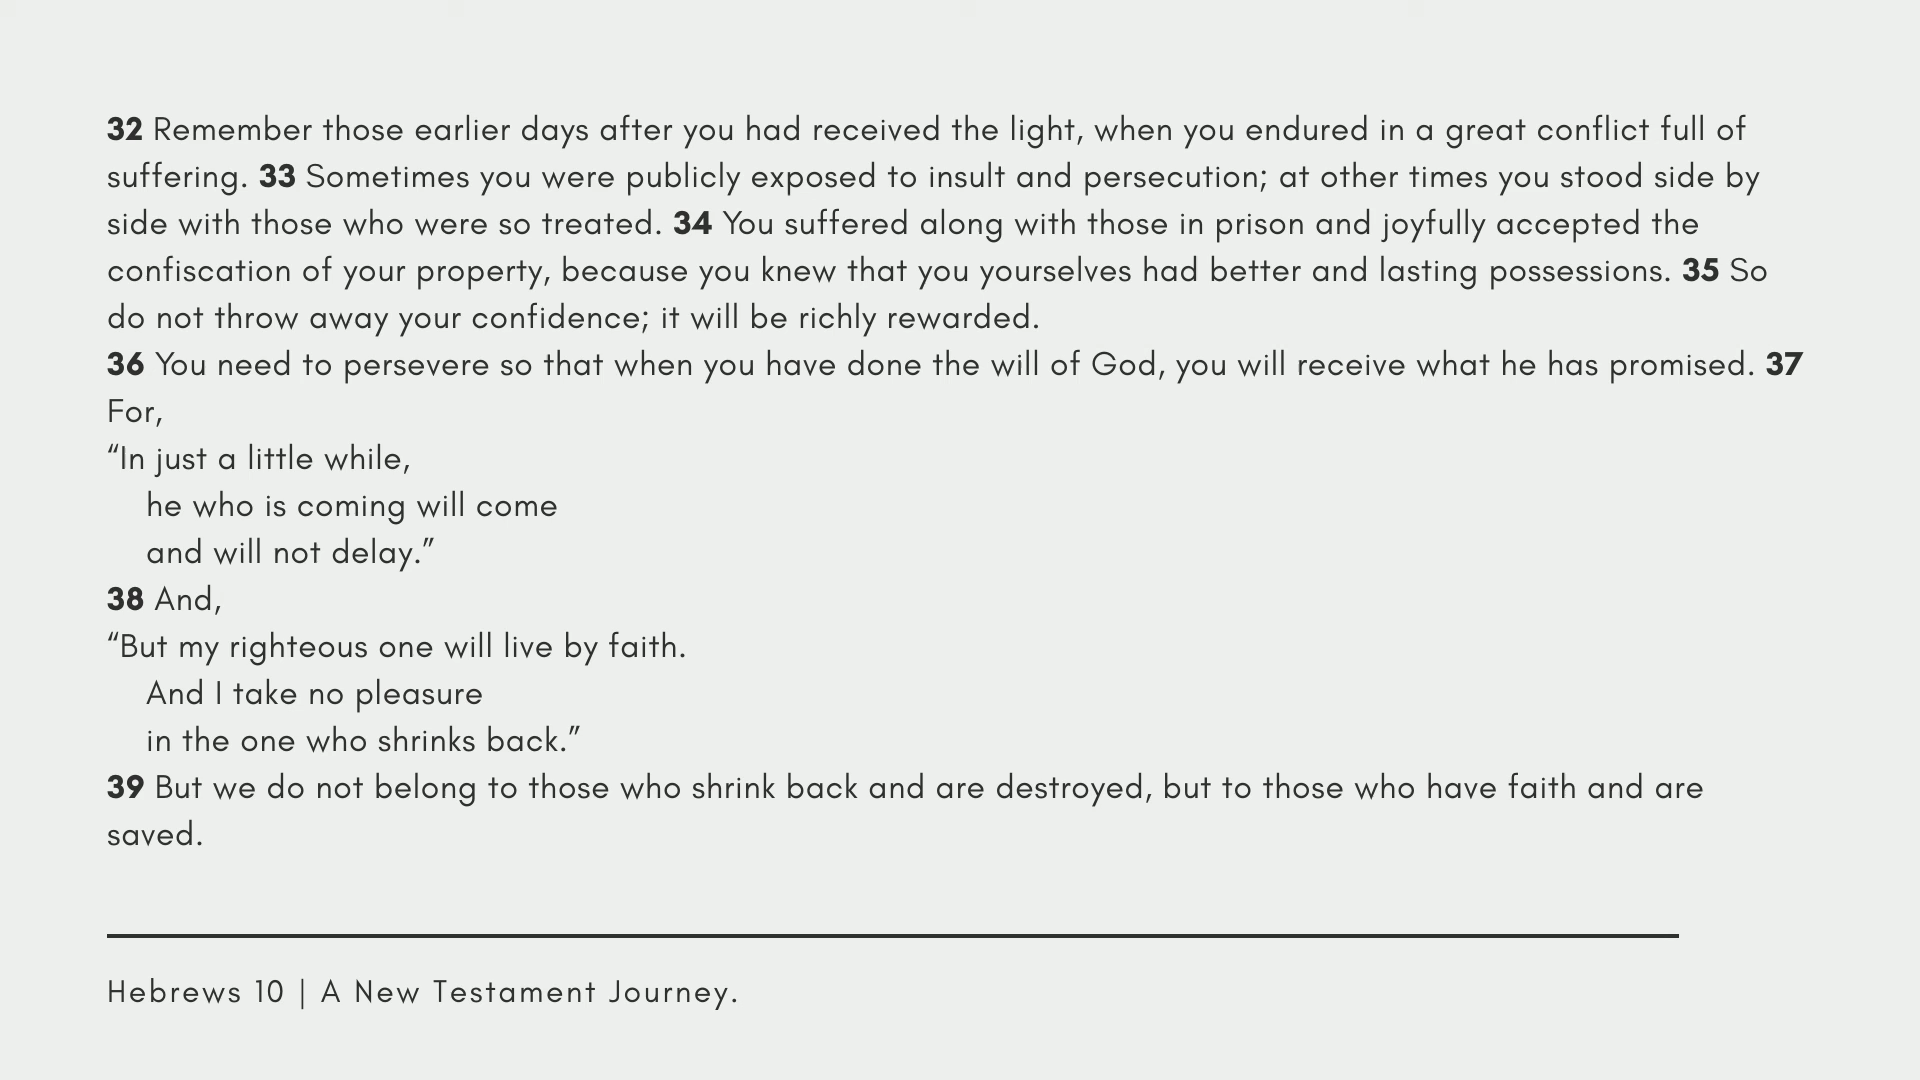 32 Remember those earlier days after you had received the light, when you endured in a great conflict full of
suffering. 33 Sometimes you were publicly exposed to insult and persecution; at other times you stood side by
side with those who were so treated. 34 You suffered along with those in prison and joyfully accepted the
confiscation of your property, because you knew that you yourselves had better and lasting possessions. 35 So
do not throw away your confidence; it will be richly rewarded.
36 You need to persevere so that when you have done the will of God, you will receive what he has promised. 37
For,
“In just a little while,
he who is coming will come
and will not delay.”
38 And,
“But my righteous one will live by faith.
And I take no pleasure
in the one who shrinks back.”
39 But we do not belong to those who shrink back and are destroyed, but to those who have faith and are
saved.
Hebrews 10 | A New Testament Journey.